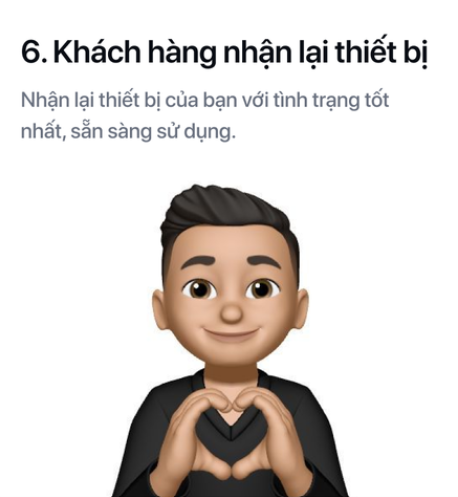 6. Khách hàng nhận lại thiết bị
Nhận lại thiết bị của bạn với tình trạng tốt
nhất, sẵn sàng sử dụng.